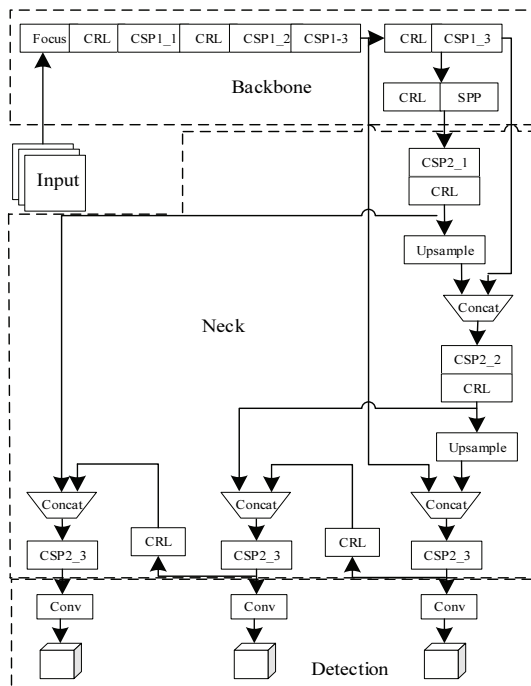 Focus CRL CSP1_1 CRL CSP1_2 CSP1-3 CRL CSP1_3
Backbone CRL SPP
Input CSP2_1
CRL
Upsample
Concat
Neck
CSP2_2
CRL
Upsample
Concat Concat Concat
CRL CRL
CSP2_3 CSP2_3 CSP2_3
Conv Conv Conv
Detection